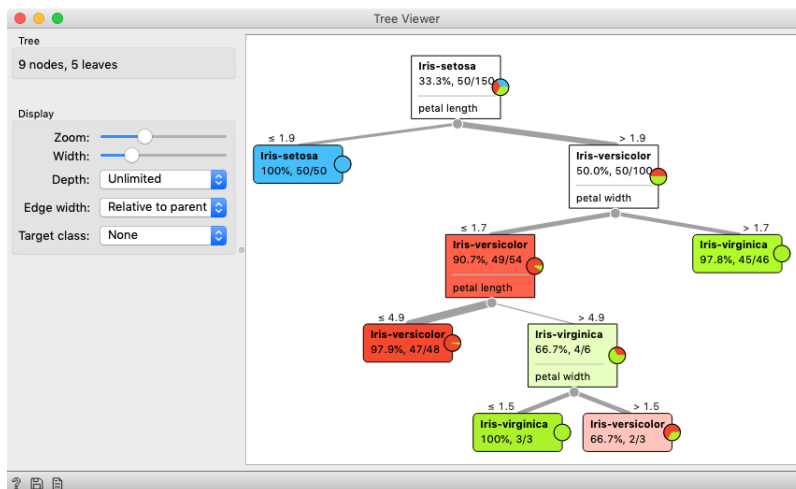 Tree Viewer
Tree
9 nodes, 5 leaves
Display
Zoom:
Width:
Depth: Unlimited
Edge width: Relative to parent
Target class: None
Iris-setosa
33.3%, 50/150
petal length
≤ 1.9
> 1.9
Iris-setosa
100%, 50/50
Iris-versicolor
50.0%, 50/100
petal width
≤ 1.7
> 1.7
Iris-versicolor
90.7%, 49/54
petal length
Iris-virginica
97.8%, 45/46
≤ 4.9
> 4.9
Iris-versicolor
97.9%, 47/48
Iris-virginica
66.7%, 4/6
petal width
≤ 1.5
> 1.5
Iris-virginica
100%, 3/3
Iris-versicolor
66.7%, 2/3
?